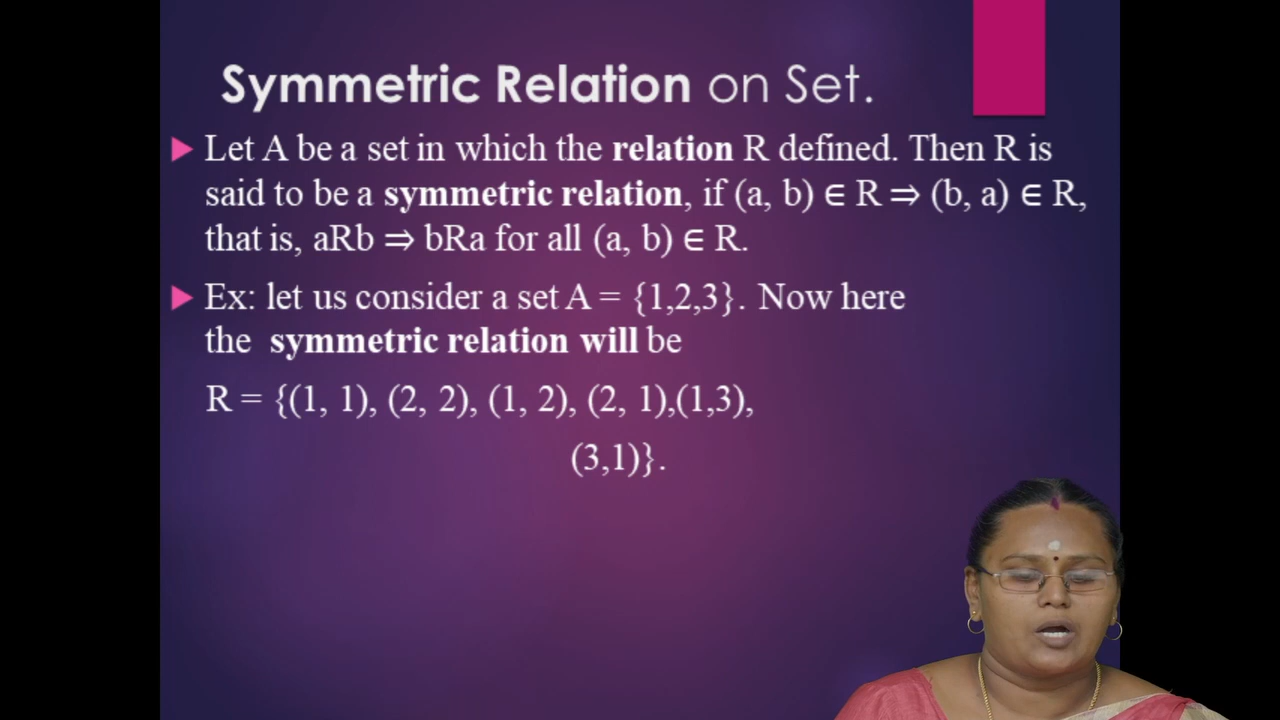 Symmetric Relation on Set.
Let A be a set in which the relation R defined. Then R is
said to be a symmetric relation, if (a, b) ∈ R ⇒ (b, a) ∈ R,
that is, aRb ⇒ bRa for all (a, b) ∈ R.
Ex: let us consider a set A = {1,2,3}. Now here
the symmetric relation will be
R = {(1, 1), (2, 2), (1, 2), (2, 1),(1,3),
(3,1)}.